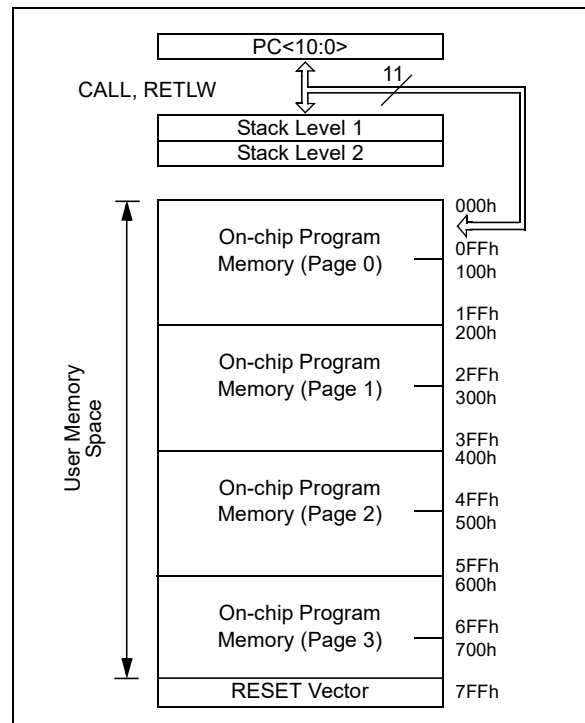 PC<10:0>
11
CALL, RETLW
Stack Level 1
Stack Level 2
User Memory
Space
000h
On-chip Program
Memory (Page 0)
0FFh
100h
1FFh
200h
On-chip Program
Memory (Page 1)
2FFh
300h
3FFh
400h
On-chip Program
Memory (Page 2)
4FFh
500h
5FFh
600h
On-chip Program
Memory (Page 3)
6FFh
700h
RESET Vector
7FFh